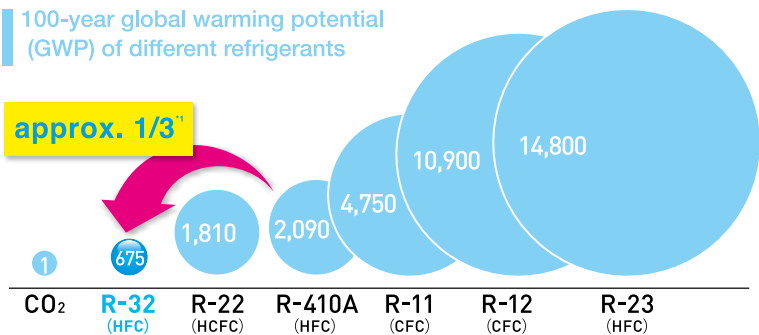 100-year global warming potential
(GWP) of different refrigerants
approx. 1/3*1
1
675
1,810
2,090
4,750
10,900
14,800
CO2 R-32 R-22 R-410A R-11 R-12 R-23
(HFC) (HCFC) (HFC) (CFC) (CFC) (HFC)